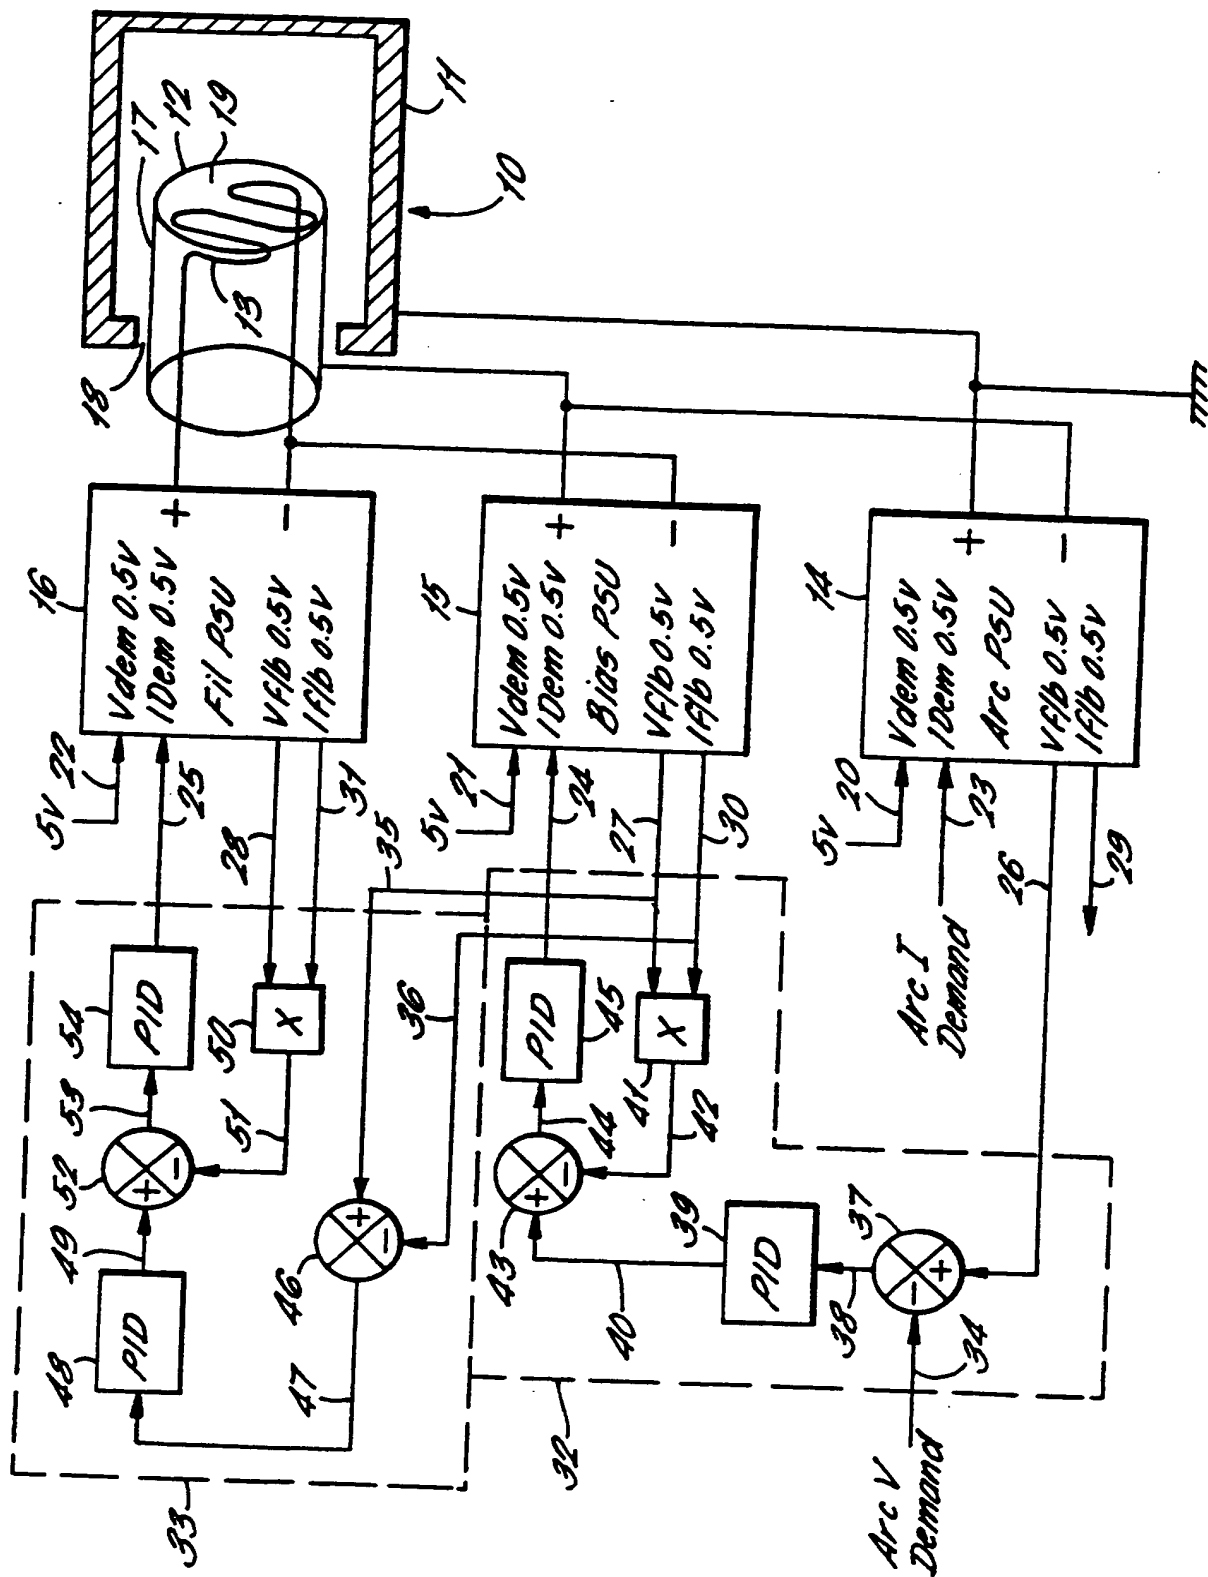 17
12
19
11
10
13
18
16
Vdem 0.5v
IDem 0.5v
Fil PSU
VF/b 0.5v
IF/b 0.5v
+
-
15
Vdem 0.5v
IDem 0.5v
Bias PSU
VF/b 0.5v
IF/b 0.5v
+
-
14
Vdem 0.5v
IDem 0.5v
Arc PSU
VF/b 0.5v
IF/b 0.5v
+
-
5v
22
25
28
31
35
5v
21
24
27
30
5v
20
23
Arc I
Demand
26
29
54
PID
53
52
+
-
49
48
PID
50
X
51
46
+
-
47
36
33
45
PID
44
43
+
-
41
X
42
40
39
PID
38
37
+
-
34
32
Arc V
Demand